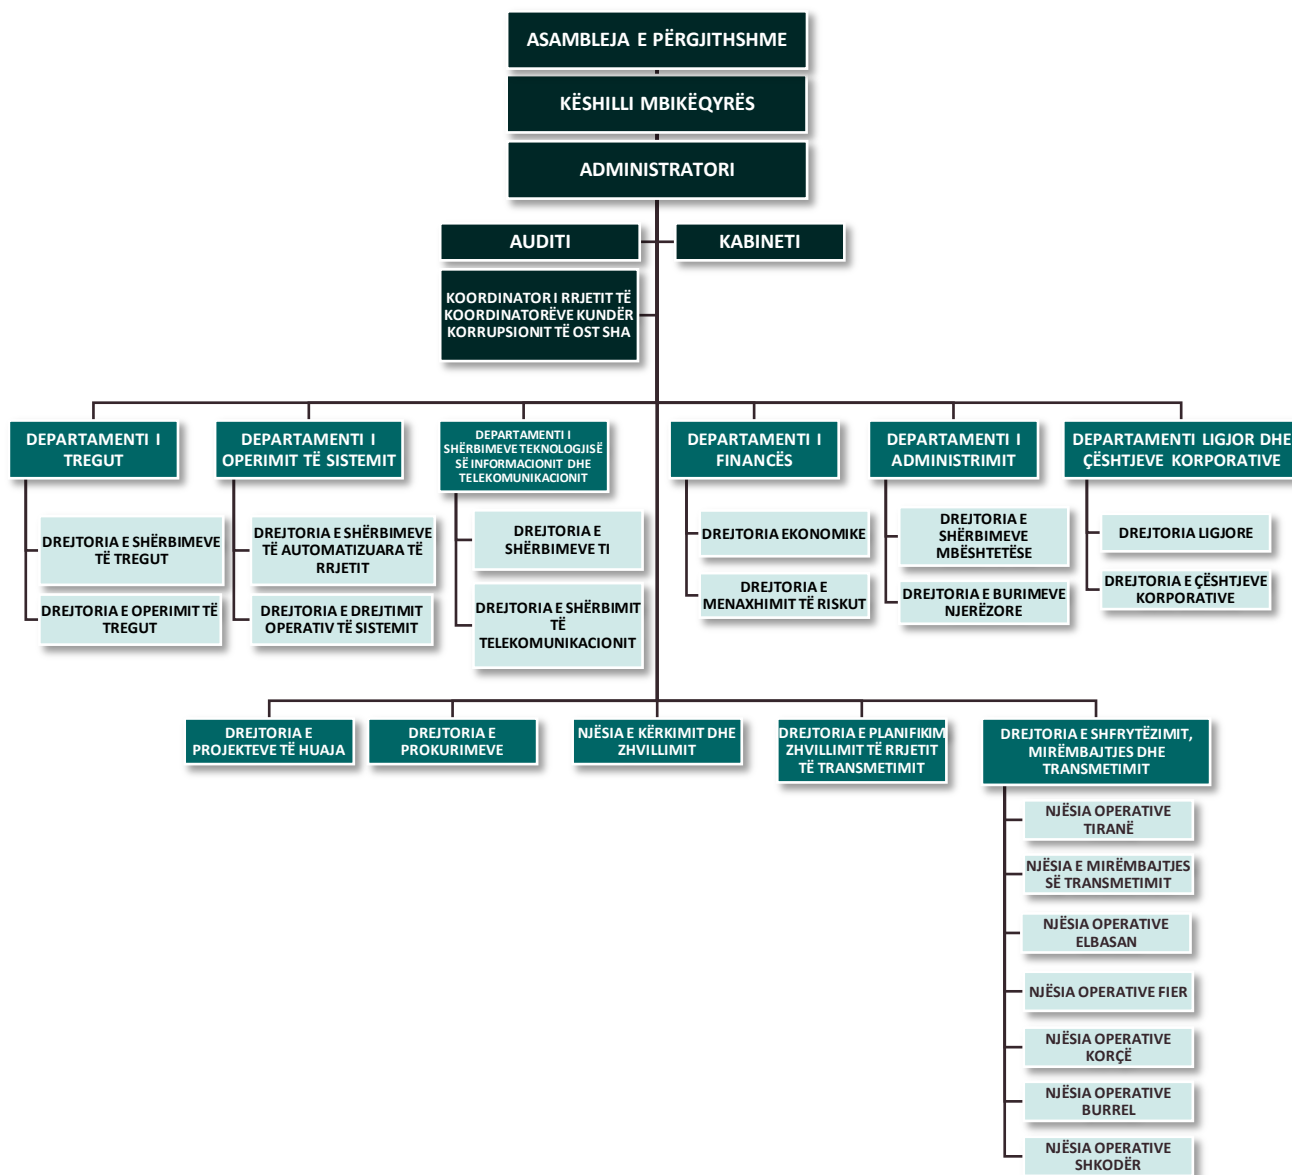 ASAMBLEJA E PËRGJITHSHME
KËSHILLI MBIKËQYRËS
ADMINISTRATORI
AUDITI
KABINETI
KOORDINATOR I RRJETIT TË
KOORDINATORËVE KUNDËR
KORRUPSIONIT TË OST SHA
DEPARTAMENTI I
TREGUT
DEPARTAMENTI I
OPERIMIT TË SISTEMIT
DEPARTAMENTI I
SHËRBIMEVE TEKNOLOGJISË
SË INFORMACIONIT DHE
TELEKOMUNIKACIONIT
DEPARTAMENTI I
FINANCËS
DEPARTAMENTI I
ADMINISTRIMIT
DEPARTAMENTI LIGJOR DHE
ÇËSHTJEVE KORPORATIVE
DREJTORIA E SHËRBIMEVE
TË TREGUT
DREJTORIA E OPERIMIT TË
TREGUT
DREJTORIA E SHËRBIMEVE
TË AUTOMATIZUARA TË
RRJETIT
DREJTORIA E DREJTIMIT
OPERATIV TË SISTEMIT
DREJTORIA E
SHËRBIMEVE TI
DREJTORIA E SHËRBIMIT
TË
TELEKOMUNIKACIONIT
DREJTORIA EKONOMIKE
DREJTORIA E
MENAXHIMIT TË RISKUT
DREJTORIA E
SHËRBIMEVE
MBËSHTETËSE
DREJTORIA E BURIMEVE
NJERËZORE
DREJTORIA LIGJORE
DREJTORIA E ÇËSHTJEVE
KORPORATIVE
DREJTORIA E
PROJEKTEVE TË HUAJA
DREJTORIA E
PROKURIMEVE
NJËSIA E KËRKIMIT DHE
ZHVILLIMIT
DREJTORIA E PLANIFIKIM
ZHVILLIMIT TË RRJETIT
TË TRANSMETIMIT
DREJTORIA E SHFRYTËZIMIT,
MIRËMBAJTJES DHE
TRANSMETIMIT
NJËSIA OPERATIVE
TIRANË
NJËSIA E MIRËMBAJTJES
SË TRANSMETIMIT
NJËSIA OPERATIVE
ELBASAN
NJËSIA OPERATIVE FIER
NJËSIA OPERATIVE
KORÇË
NJËSIA OPERATIVE
BURREL
NJËSIA OPERATIVE
SHKODËR